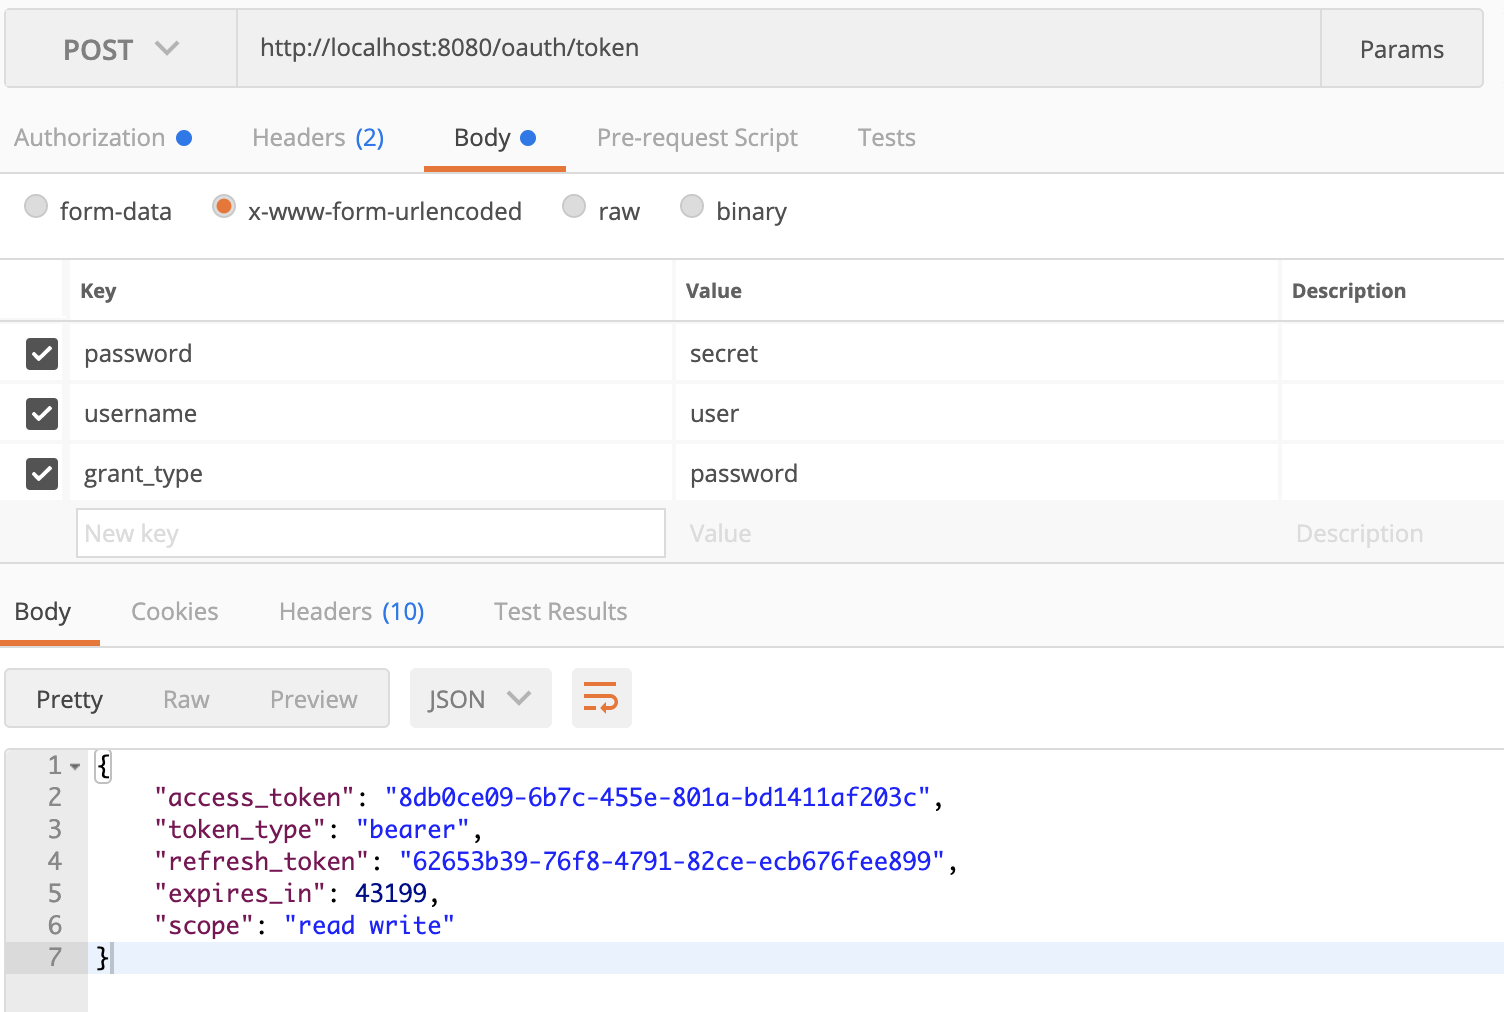 POST http://localhost:8080/oauth/token Params
Authorization Headers (2) Body Pre-request Script Tests
form-data x-www-form-urlencoded raw binary
Key Value Description
password secret
username user
grant_type password
New key Value Description
Body Cookies Headers (10) Test Results
Pretty Raw Preview JSON
1 {
2 "access_token": "8db0ce09-6b7c-455e-801a-bd1411af203c",
3 "token_type": "bearer",
4 "refresh_token": "62653b39-76f8-4791-82ce-ecb676fee899",
5 "expires_in": 43199,
6 "scope": "read write"
7 }